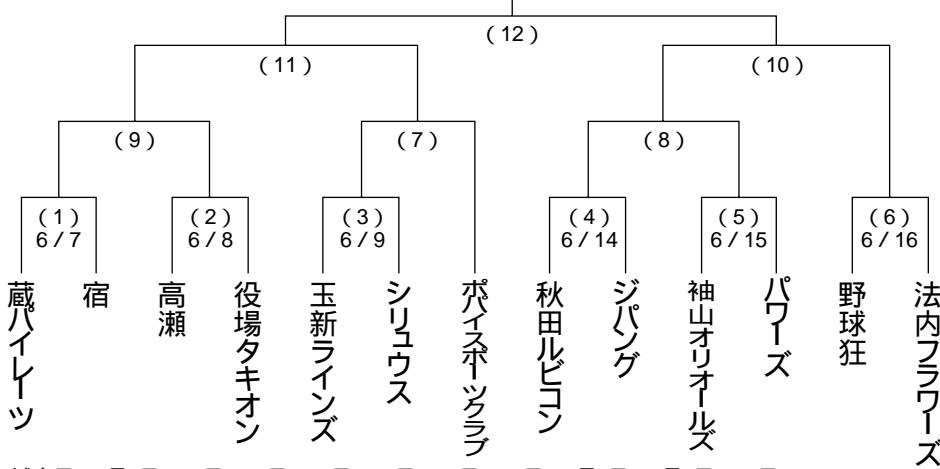 (12)
(11)
(10)
(9)
(7)
(8)
(1)
6/7
(2)
6/8
(3)
6/9
(4)
6/14
(5)
6/15
(6)
6/16
蔵パイレーツ
宿
高瀬
役場タキオン
玉新ラインズ
シリュウス
ポパイスポーツクラブ
秋田ルビコン
ジパング
袖山オリオールズ
パワーズ
野球狂
法内フラワーズ